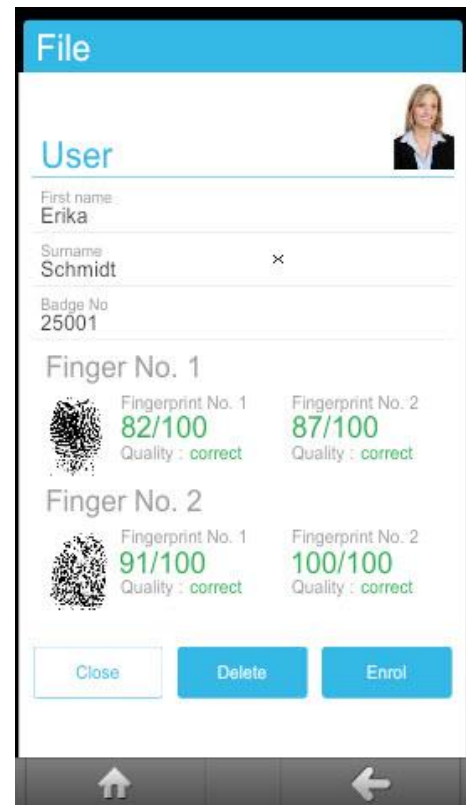 File
User
First name
Erika
Surname
Schmidt
Badge No
25001
Finger No. 1
Fingerprint No. 1 Fingerprint No. 2
82/100 87/100
Quality : correct Quality : correct
Finger No. 2
Fingerprint No. 1 Fingerprint No. 2
91/100 100/100
Quality : correct Quality : correct
Close Delete Enrol